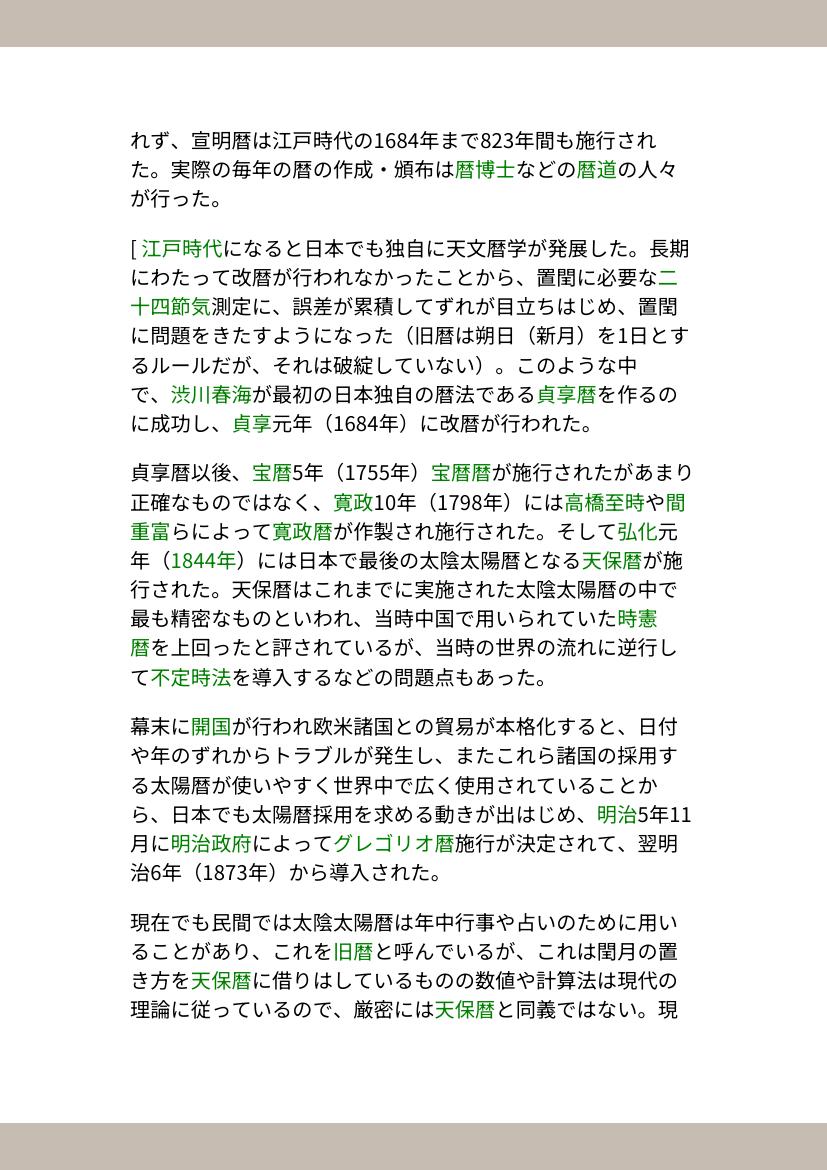 れず、宣明暦は江戸時代の1684年まで823年間も施行され
た。実際の毎年の暦の作成・頒布は暦博士などの暦道の人々
が行った。
[ 江戸時代になると日本でも独自に天文暦学が発展した。長期
にわたって改暦が行われなかったことから、置閏に必要な二
十四節気測定に、誤差が累積してずれが目立ちはじめ、置閏
に問題をきたすようになった（旧暦は朔日（新月）を1日とす
るルールだが、それは破綻していない）。このような中
で、渋川春海が最初の日本独自の暦法である貞享暦を作るの
に成功し、貞享元年（1684年）に改暦が行われた。
貞享暦以後、宝暦5年（1755年）宝暦暦が施行されたがあまり
正確なものではなく、寛政10年（1798年）には高橋至時や間
重富らによって寛政暦が作製され施行された。そして弘化元
年（1844年）には日本で最後の太陰太陽暦となる天保暦が施
行された。天保暦はこれまでに実施された太陰太陽暦の中で
最も精密なものといわれ、当時中国で用いられていた時憲
暦を上回ったと評されているが、当時の世界の流れに逆行し
て不定時法を導入するなどの問題点もあった。
幕末に開国が行われ欧米諸国との貿易が本格化すると、日付
や年のずれからトラブルが発生し、またこれら諸国の採用す
る太陽暦が使いやすく世界中で広く使用されていることか
ら、日本でも太陽暦採用を求める動きが出はじめ、明治5年11
月に明治政府によってグレゴリオ暦施行が決定されて、翌明
治6年（1873年）から導入された。
現在でも民間では太陰太陽暦は年中行事や占いのために用い
ることがあり、これを旧暦と呼んでいるが、これは閏月の置
き方を天保暦に借りはしているものの数値や計算法は現代の
理論に従っているので、厳密には天保暦と同義ではない。現